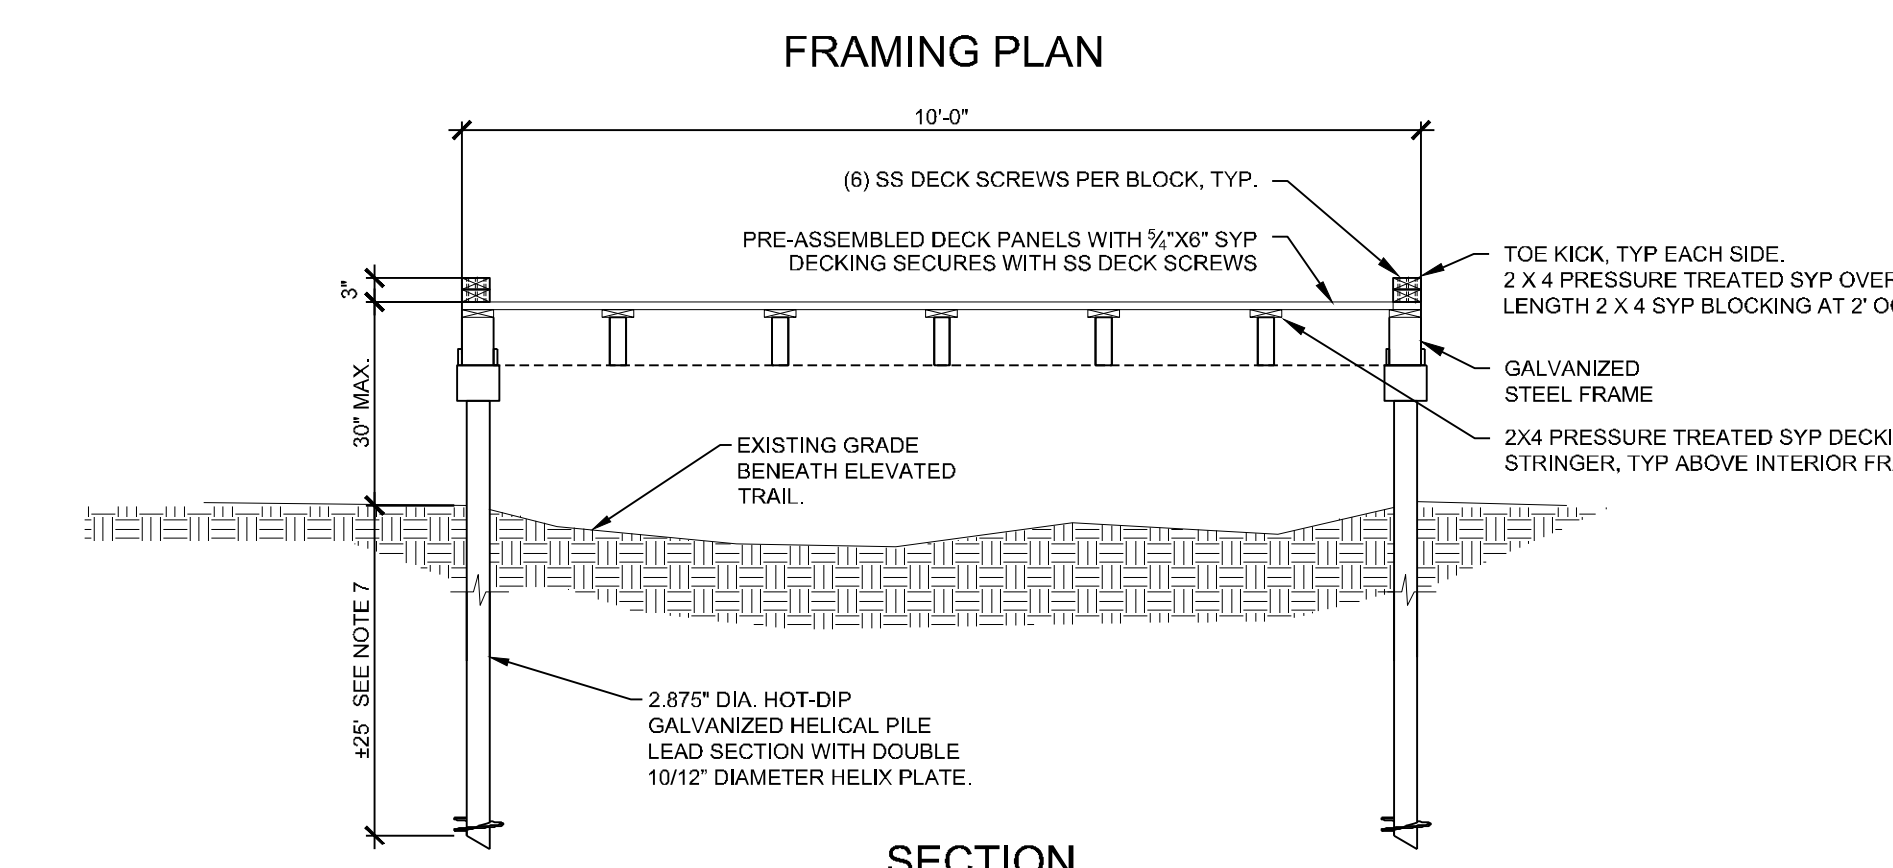 FRAMING PLAN
10'-0"
(6) SS DECK SCREWS PER BLOCK, TYP.
PRE-ASSEMBLED DECK PANELS WITH 5/4"X6" SYP
DECKING SECURES WITH SS DECK SCREWS
TOE KICK, TYP EACH SIDE.
2 X 4 PRESSURE TREATED SYP OVER
LENGTH 2 X 4 SYP BLOCKING AT 2'
3"
GALVANIZED
STEEL FRAME
30" MAX.
2X4 PRESSURE TREATED SYP
STRINGER, TYP ABOVE INTERIOR
EXISTING GRADE
BENEATH ELEVATED
TRAIL.
±25' SEE NOTE 7
2.875" DIA. HOT-DIP
GALVANIZED HELICAL PILE
LEAD SECTION WITH DOUBLE
10/12" DIAMETER HELIX PLATE.
SECTION